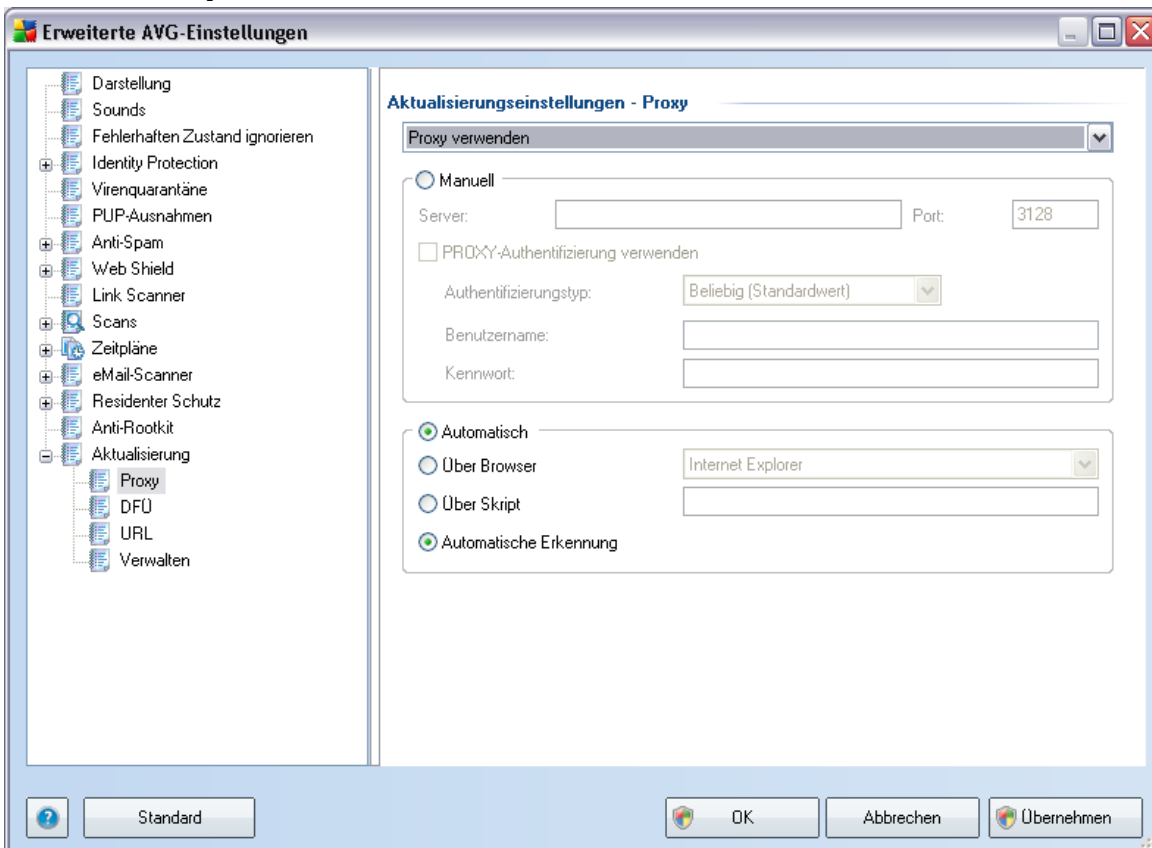 Erweiterte AVG-Einstellungen
Darstellung
Sounds
Fehlerhaften Zustand ignorieren
Identity Protection
Virenquarantäne
PUP-Ausnahmen
Anti-Spam
Web Shield
Link Scanner
Scans
Zeitpläne
eMail-Scanner
Residenter Schutz
Anti-Rootkit
Aktualisierung
Proxy
DFÜ
URL
Verwalten
Aktualisierungseinstellungen - Proxy
Proxy verwenden
Manuell
Server: Port: 3128
PROXY-Authentifizierung verwenden
Authentifizierungstyp: Beliebig (Standardwert)
Benutzername:
Kennwort:
Automatisch
Über Browser Internet Explorer
Über Skript
Automatische Erkennung
? Standard OK Abbrechen Übernehmen